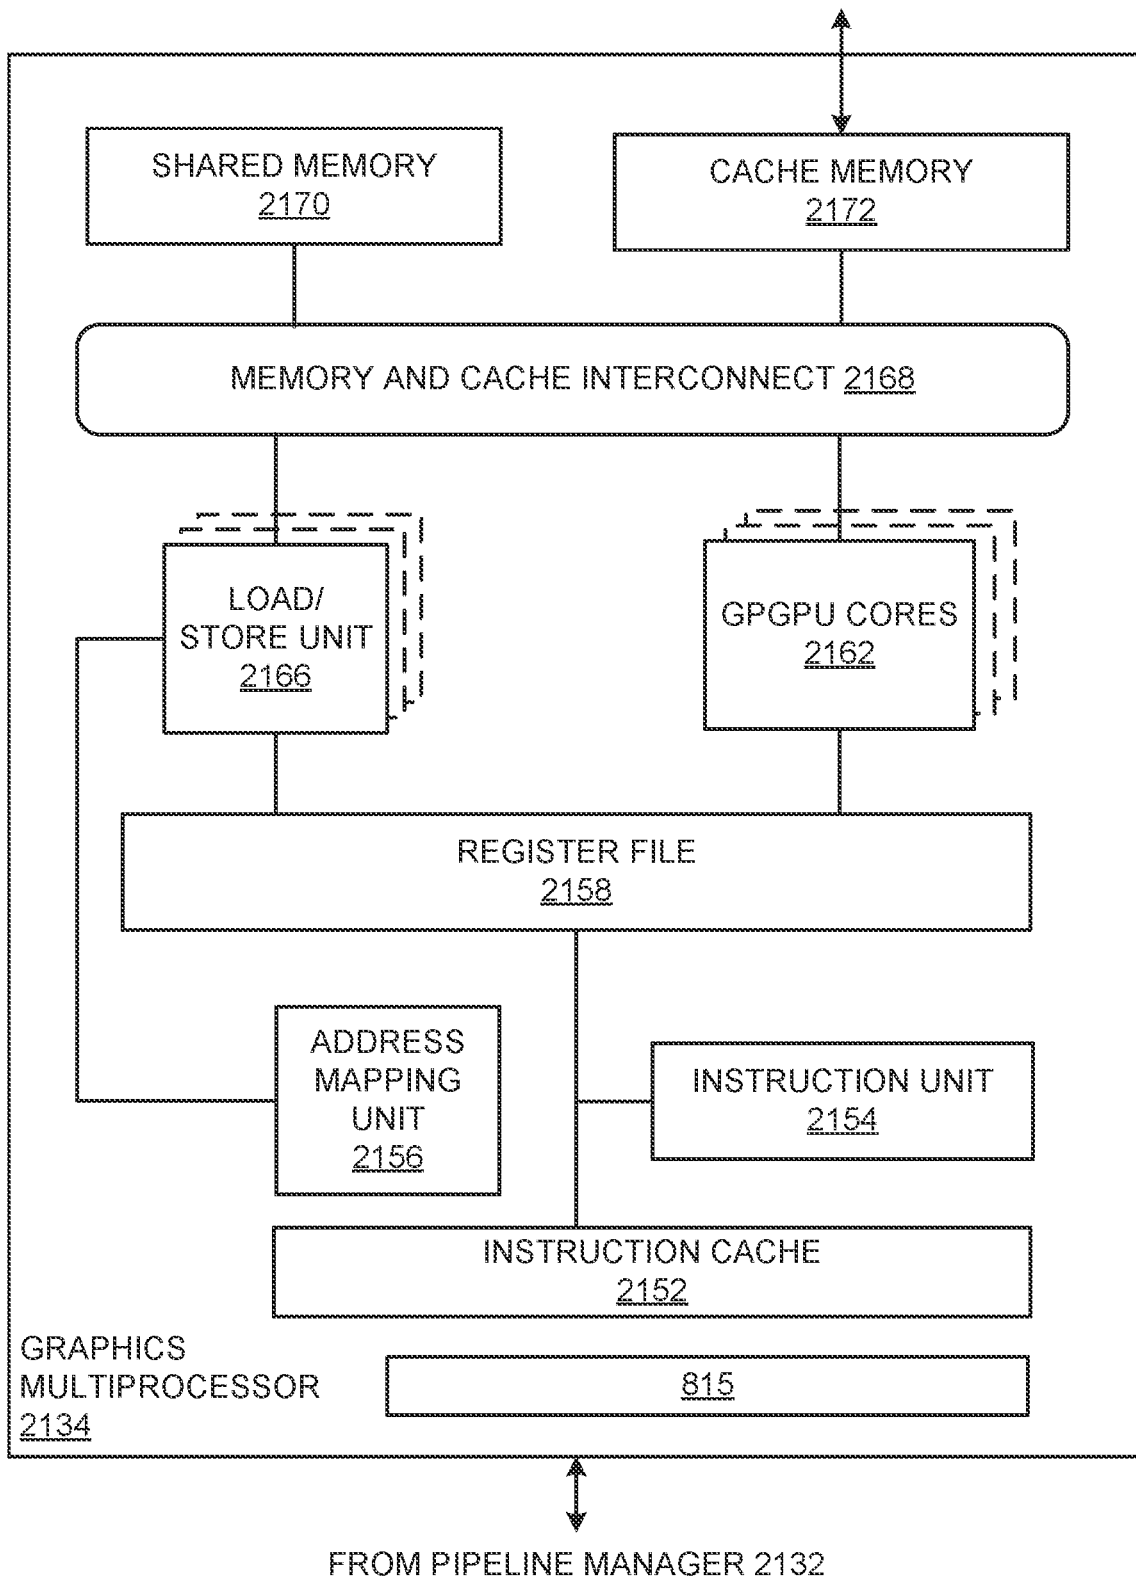 SHARED MEMORY
2170
CACHE MEMORY
2172
MEMORY AND CACHE INTERCONNECT 2168
LOAD/
STORE UNIT
2166
GPGPU CORES
2162
REGISTER FILE
2158
ADDRESS
MAPPING
UNIT
2156
INSTRUCTION UNIT
2154
INSTRUCTION CACHE
2152
GRAPHICS
MULTIPROCESSOR
2134
815
FROM PIPELINE MANAGER 2132